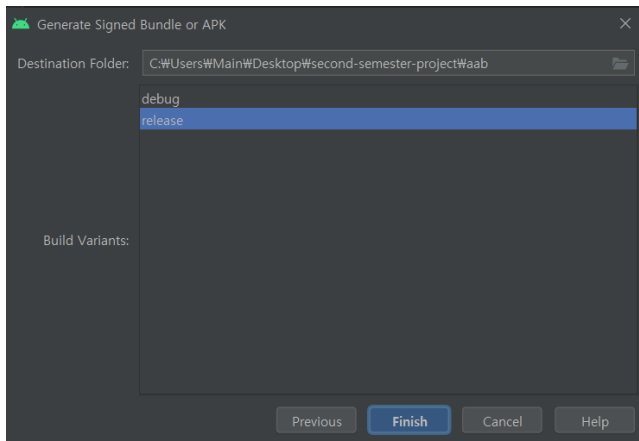 Generate Signed Bundle or APK
Destination Folder: C:₩Users₩Main₩Desktop₩second-semester-project₩aab
debug
release
Build Variants:
Previous Finish Cancel Help